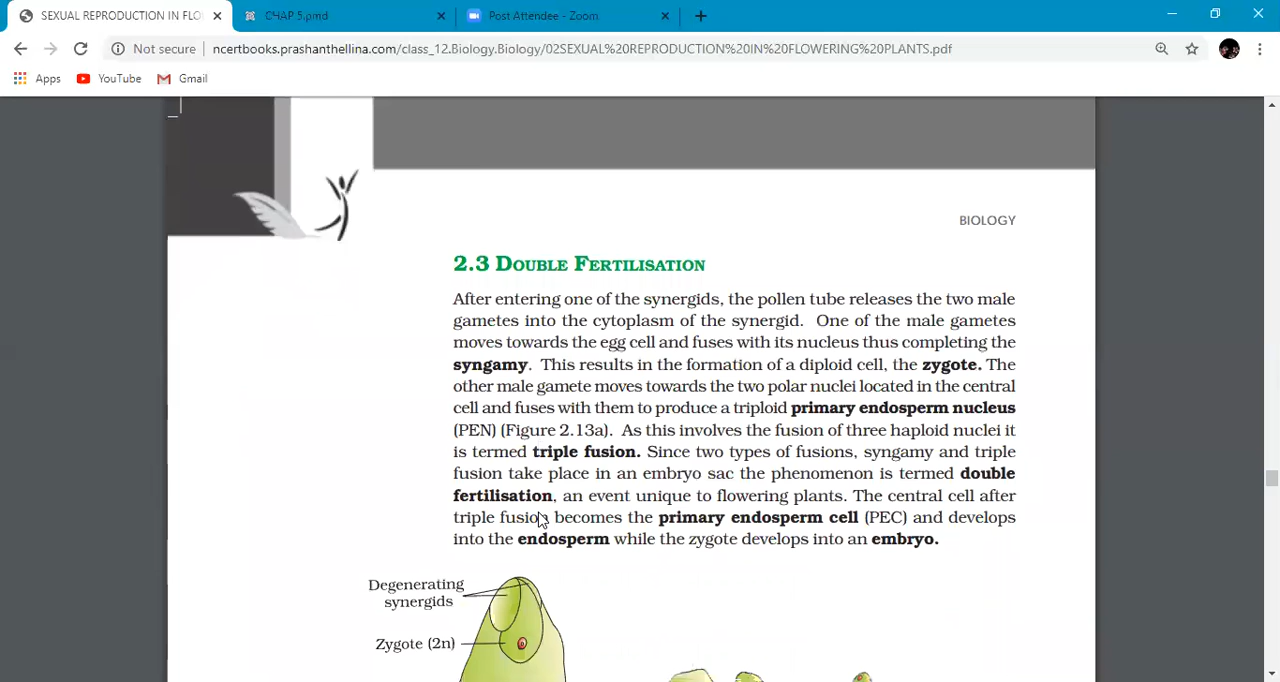 SEXUAL REPRODUCTION IN FLO
CHAP 5.pmd
Post Attendee - Zoom
Not secure
ncertbooks.prashanthellina.com/class_12.Biology.Biology/02SEXUAL%20REPRODUCTION%20IN%20FLOWERING%20PLANTS.pdf
Apps
YouTube
Gmail
BIOLOGY
2.3 DOUBLE FERTILISATION
After entering one of the synergids, the pollen tube releases the two male
gametes into the cytoplasm of the synergid. One of the male gametes
moves towards the egg cell and fuses with its nucleus thus completing the
syngamy. This results in the formation of a diploid cell, the zygote. The
other male gamete moves towards the two polar nuclei located in the central
cell and fuses with them to produce a triploid primary endosperm nucleus
(PEN) (Figure 2.13a). As this involves the fusion of three haploid nuclei it
is termed triple fusion. Since two types of fusions, syngamy and triple
fusion take place in an embryo sac the phenomenon is termed double
fertilisation, an event unique to flowering plants. The central cell after
triple fusion becomes the primary endosperm cell (PEC) and develops
into the endosperm while the zygote develops into an embryo.
Degenerating
synergids
Zygote (2n)